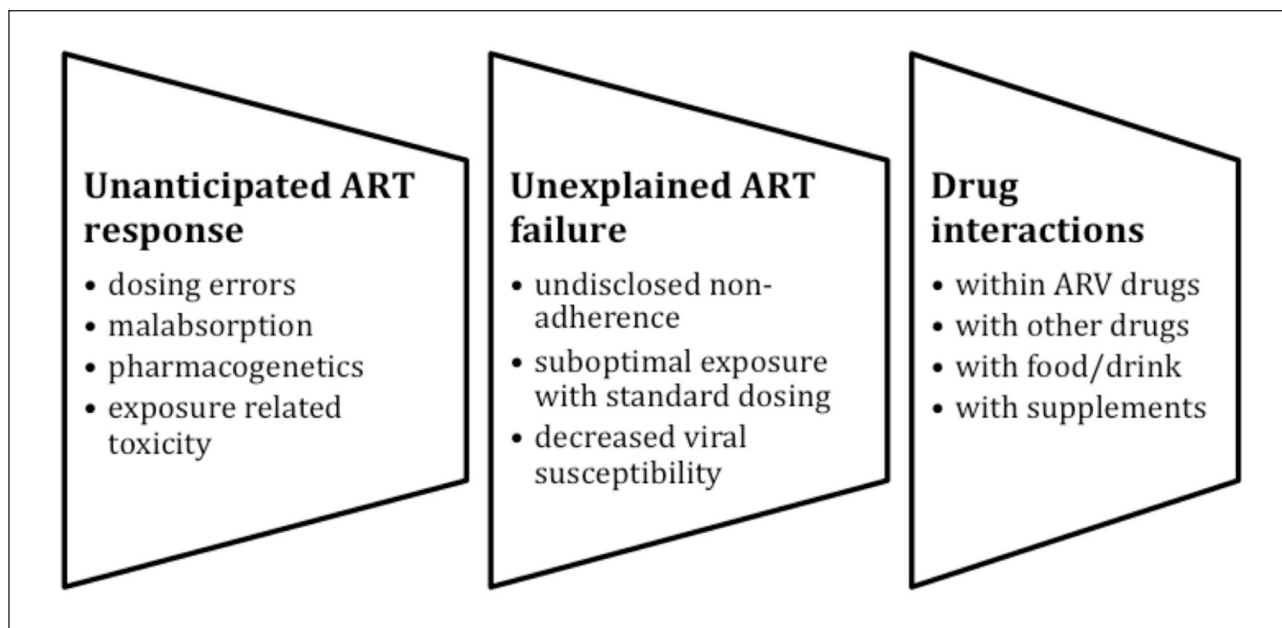 Unanticipated ART
response
• dosing errors
• malabsorption
• pharmacogenetics
• exposure related
toxicity
Unexplained ART
failure
• undisclosed non-
adherence
• suboptimal exposure
with standard dosing
• decreased viral
susceptibility
Drug
interactions
• within ARV drugs
• with other drugs
• with food/drink
• with supplements